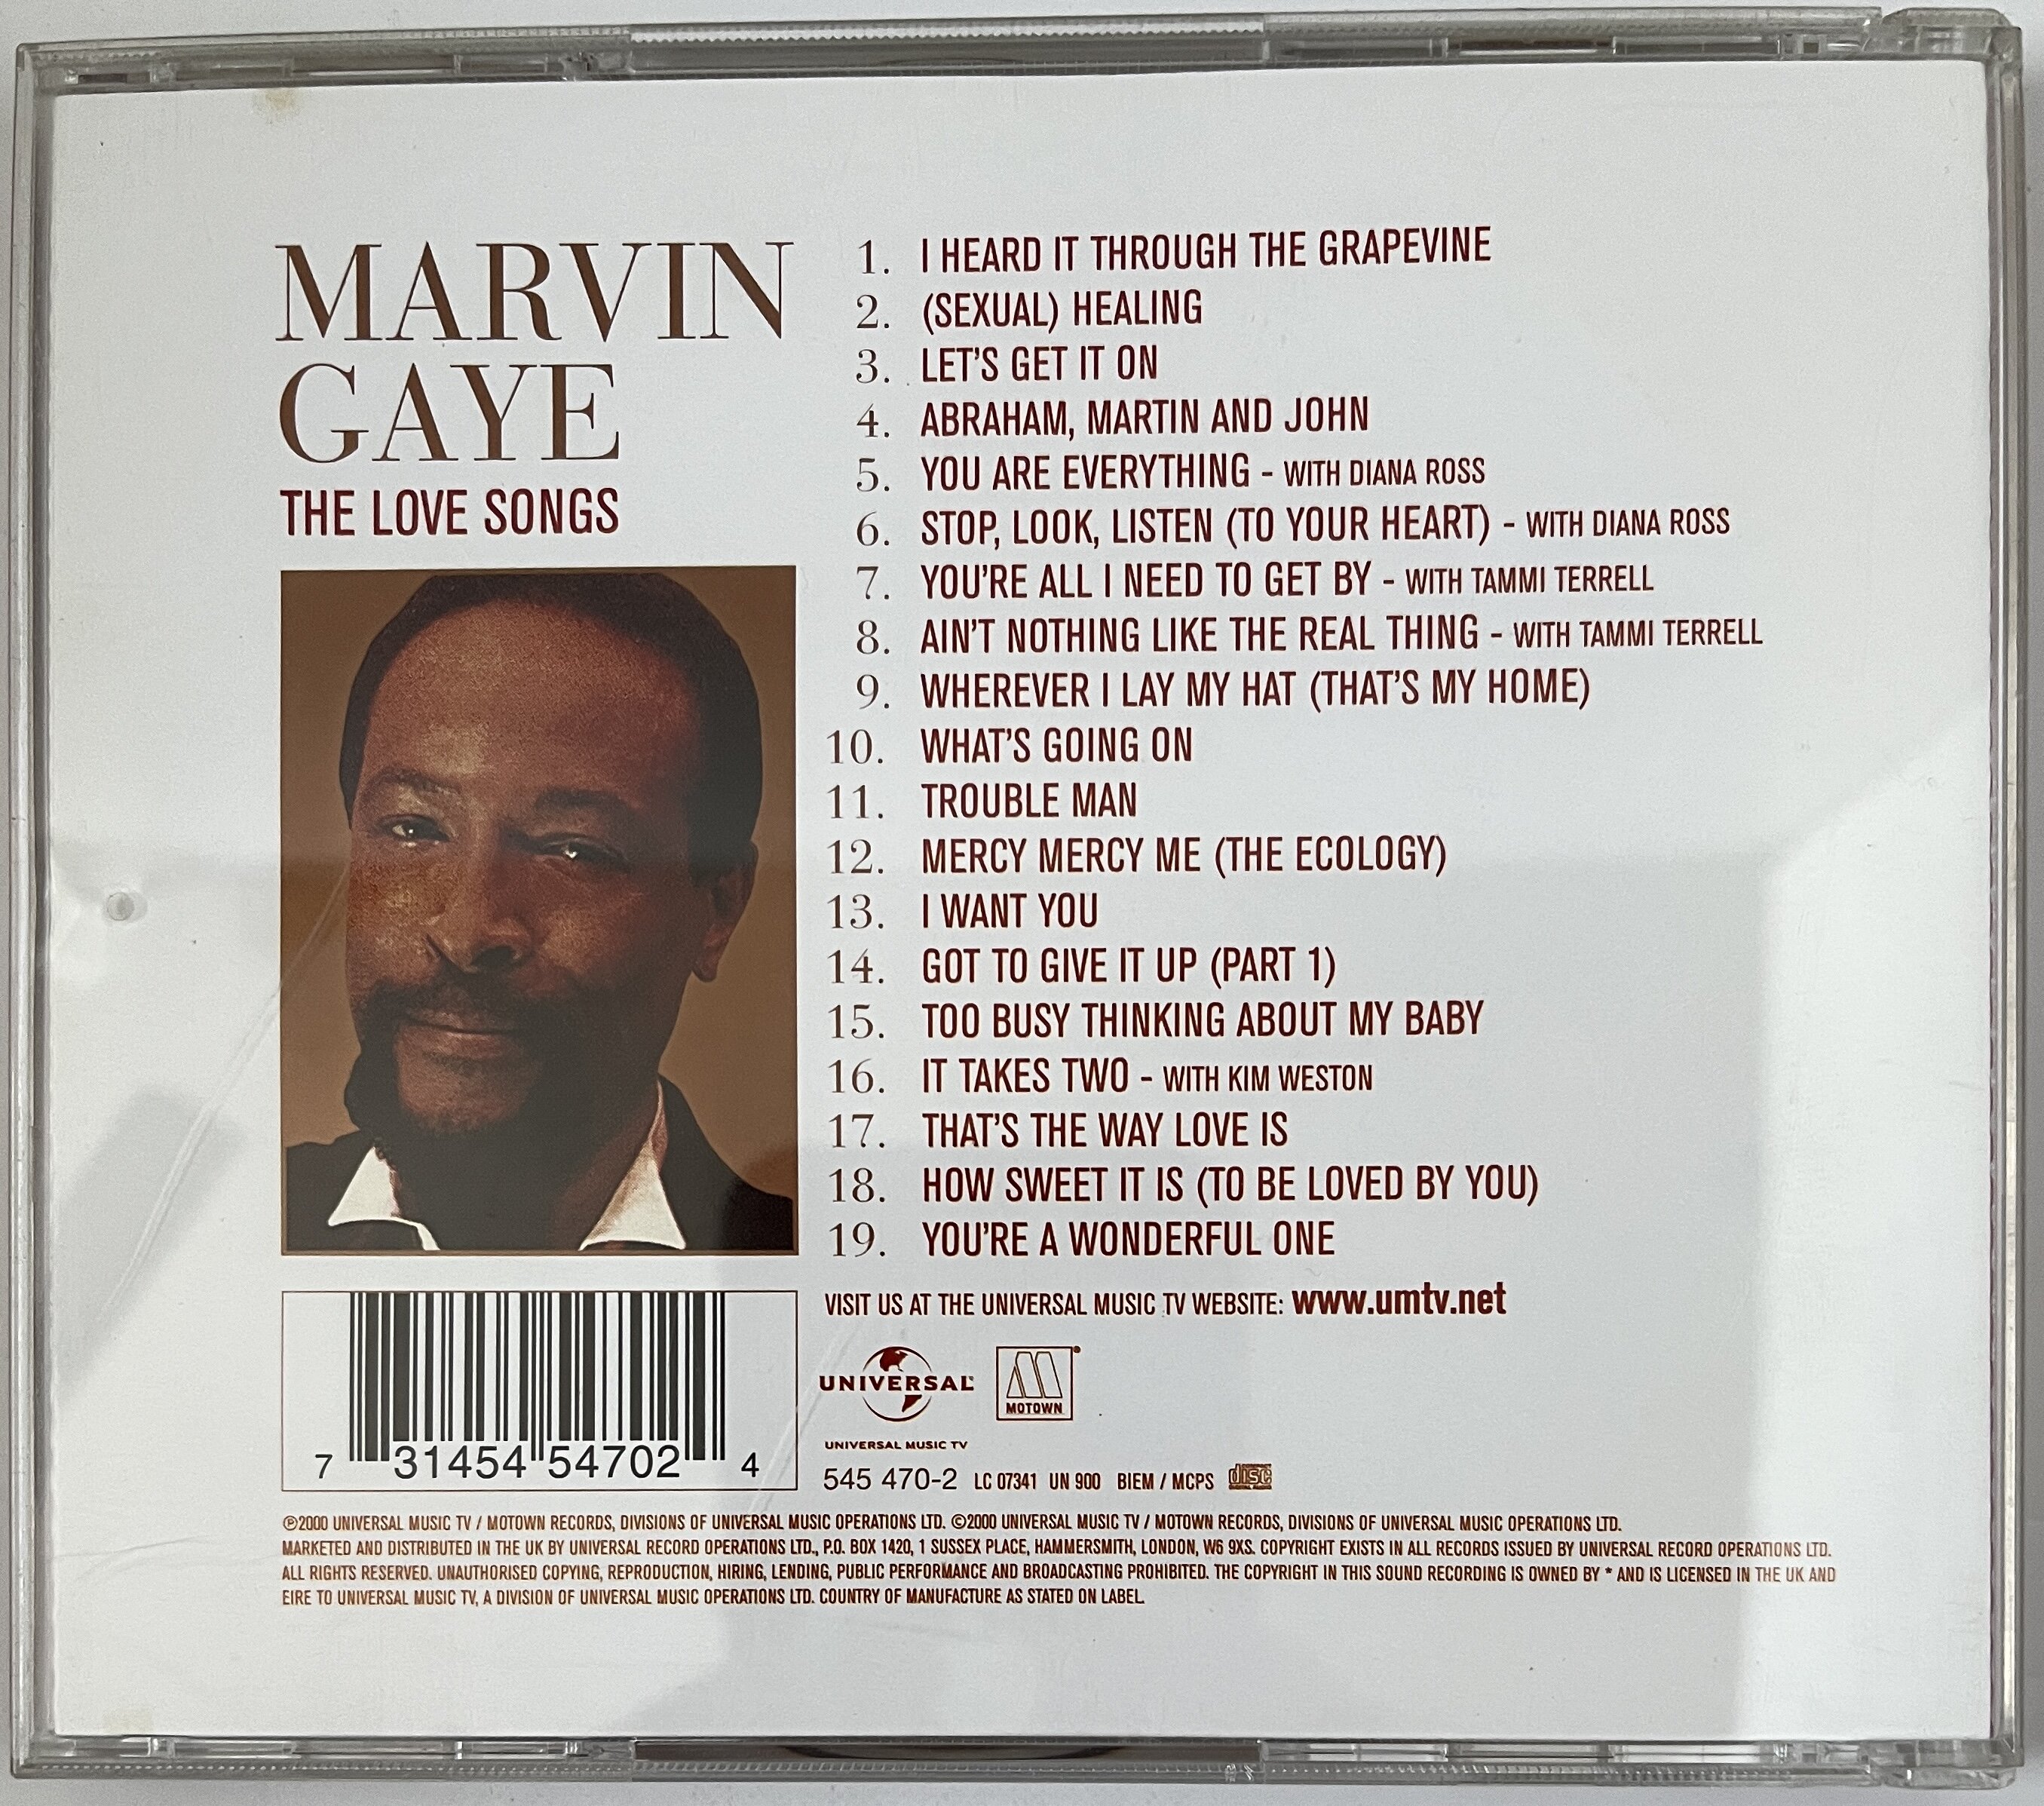 MARVIN
GAYE
THE LOVE SONGS
1. I HEARD IT THROUGH THE GRAPEVINE
2. (SEXUAL) HEALING
3. LET'S GET IT ON
4. ABRAHAM, MARTIN AND JOHN
5. YOU ARE EVERYTHING - WITH DIANA ROSS
6. STOP, LOOK, LISTEN (TO YOUR HEART) - WITH DIANA ROSS
7. YOU'RE ALL I NEED TO GET BY - WITH TAMMI TERRELL
8. AIN'T NOTHING LIKE THE REAL THING - WITH TAMMI TERRELL
9. WHEREVER I LAY MY HAT (THAT'S MY HOME)
10. WHAT'S GOING ON
11. TROUBLE MAN
12. MERCY MERCY ME (THE ECOLOGY)
13. I WANT YOU
14. GOT TO GIVE IT UP (PART 1)
15. TOO BUSY THINKING ABOUT MY BABY
16. IT TAKES TWO - WITH KIM WESTON
17. THAT'S THE WAY LOVE IS
18. HOW SWEET IT IS (TO BE LOVED BY YOU)
19. YOU'RE A WONDERFUL ONE
7 31454 54702 4
VISIT US AT THE UNIVERSAL MUSIC TV WEBSITE: www.umtv.net
UNIVERSAL
MOTOWN
UNIVERSAL MUSIC TV
545 470-2 LC 07341 UN 900 BIEM / MCPS disc
℗2000 UNIVERSAL MUSIC TV / MOTOWN RECORDS, DIVISIONS OF UNIVERSAL MUSIC OPERATIONS LTD. ©2000 UNIVERSAL MUSIC TV / MOTOWN RECORDS, DIVISIONS OF UNIVERSAL MUSIC OPERATIONS LTD.
MARKETED AND DISTRIBUTED IN THE UK BY UNIVERSAL RECORD OPERATIONS LTD., P.O. BOX 1420, 1 SUSSEX PLACE, HAMMERSMITH, LONDON, W6 9XS. COPYRIGHT EXISTS IN ALL RECORDS ISSUED BY UNIVERSAL RECORD OPERATIONS LTD.
ALL RIGHTS RESERVED. UNAUTHORISED COPYING, REPRODUCTION, HIRING, LENDING, PUBLIC PERFORMANCE AND BROADCASTING PROHIBITED. THE COPYRIGHT IN THIS SOUND RECORDING IS OWNED BY * AND IS LICENSED IN THE UK AND
EIRE TO UNIVERSAL MUSIC TV, A DIVISION OF UNIVERSAL MUSIC OPERATIONS LTD. COUNTRY OF MANUFACTURE AS STATED ON LABEL.